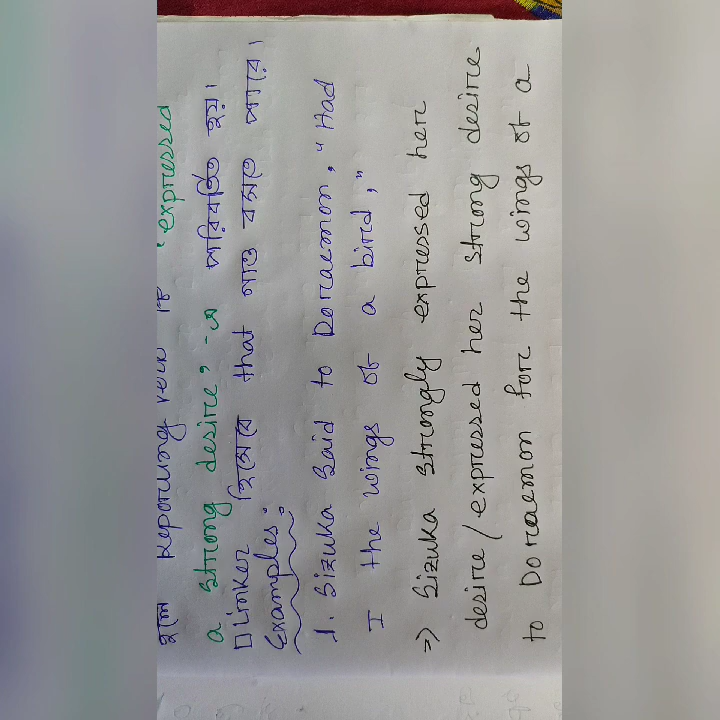 হলে Reporting verb টি 'expressed
a strong desire' -এ পরিবর্তিত হয়।
□ Linker হিসেবে that নাও বসতে পারে।
Examples:
1. Sizuka said to Doraemon, "Had
I the wings of a bird,"
=> Sizuka strongly expressed her
desire / expressed her strong desire
to Doraemon for the wings of a